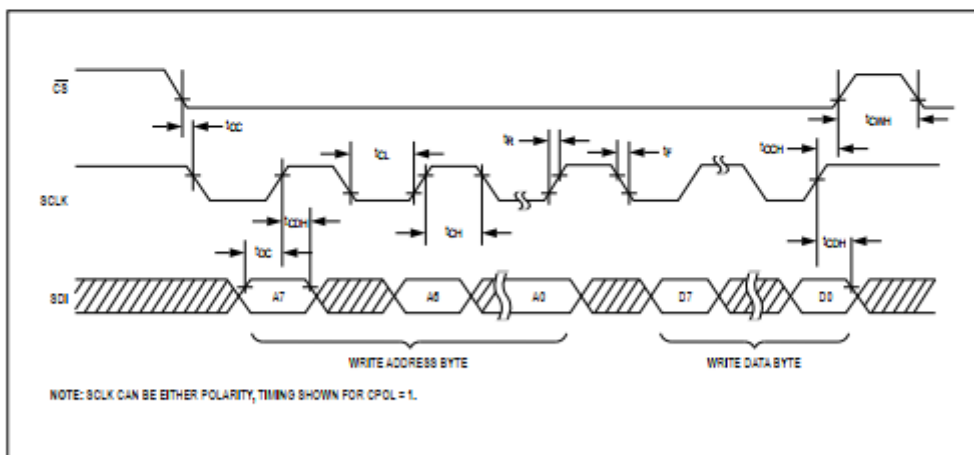 CS
tCC
tCWH
tCL
tR
tF
tCCH
SCLK
tCDH
tCH
tDC
tCDH
SDI
A7
A6
A0
D7
D0
WRITE ADDRESS BYTE
WRITE DATA BYTE
NOTE: SCLK CAN BE EITHER POLARITY, TIMING SHOWN FOR CPOL = 1.